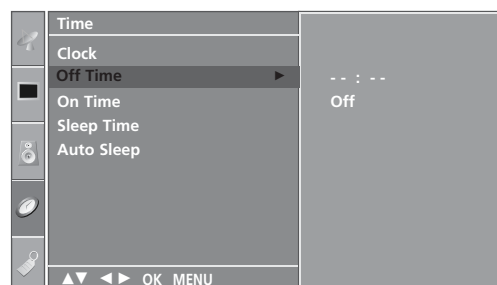 Time
Clock
Off Time ► -- : --
On Time Off
Sleep Time
Auto Sleep
▲▼ ◄► OK MENU